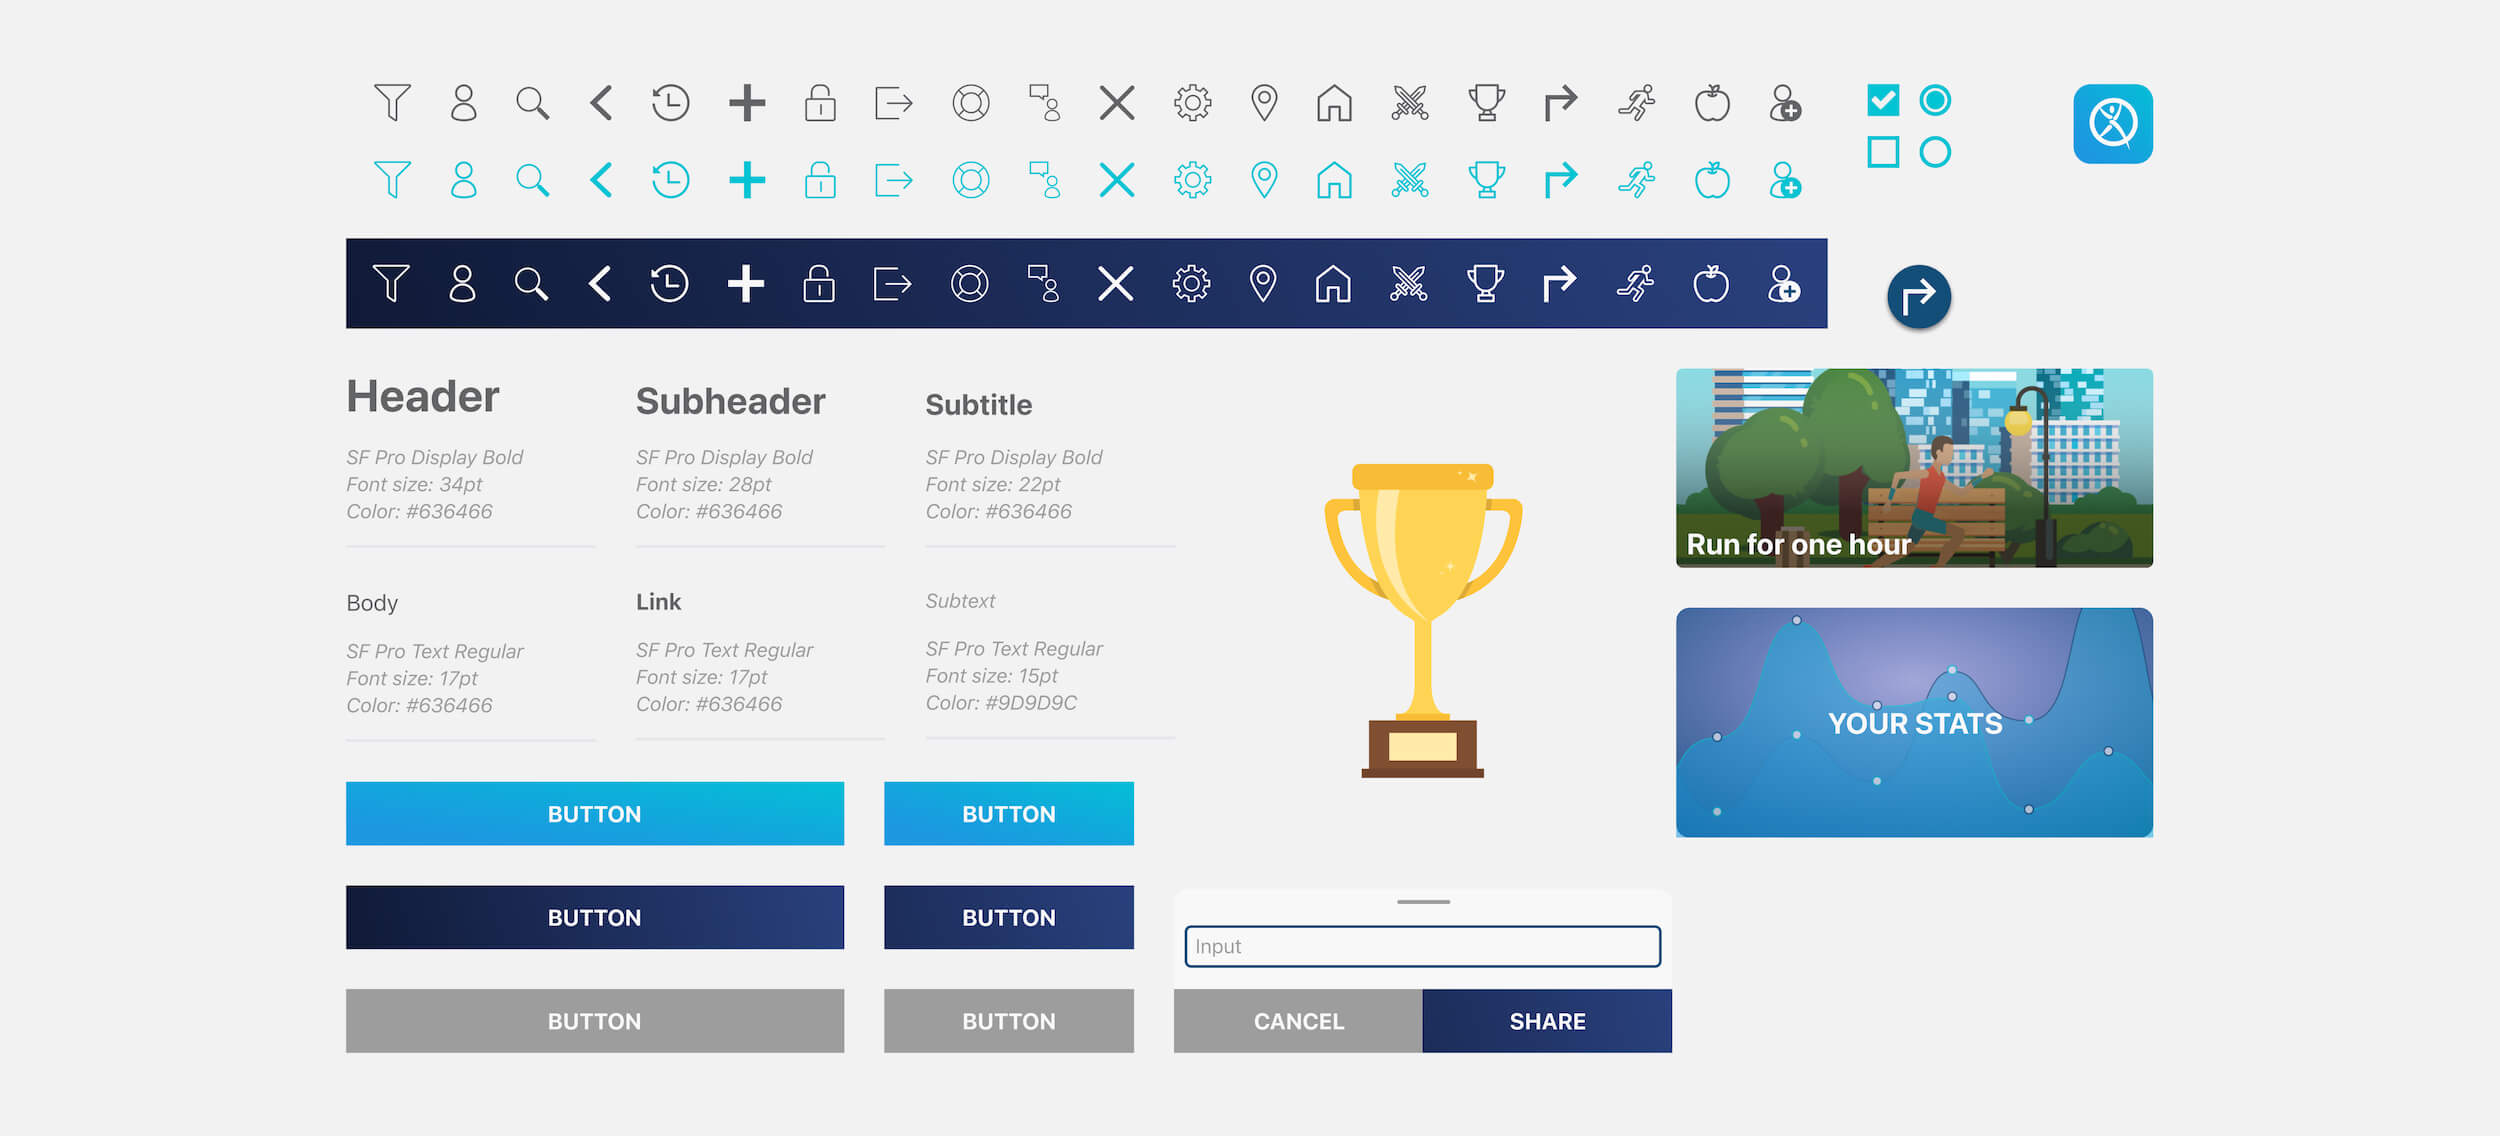 Header
SF Pro Display Bold
Font size: 34pt
Color: #636466
Subheader
SF Pro Display Bold
Font size: 28pt
Color: #636466
Subtitle
SF Pro Display Bold
Font size: 22pt
Color: #636466
Body
SF Pro Text Regular
Font size: 17pt
Color: #636466
Link
SF Pro Text Regular
Font size: 17pt
Color: #636466
Subtext
SF Pro Text Regular
Font size: 15pt
Color: #9D9D9C
Run for one hour
YOUR STATS
BUTTON
BUTTON
BUTTON
BUTTON
BUTTON
BUTTON
Input
CANCEL
SHARE